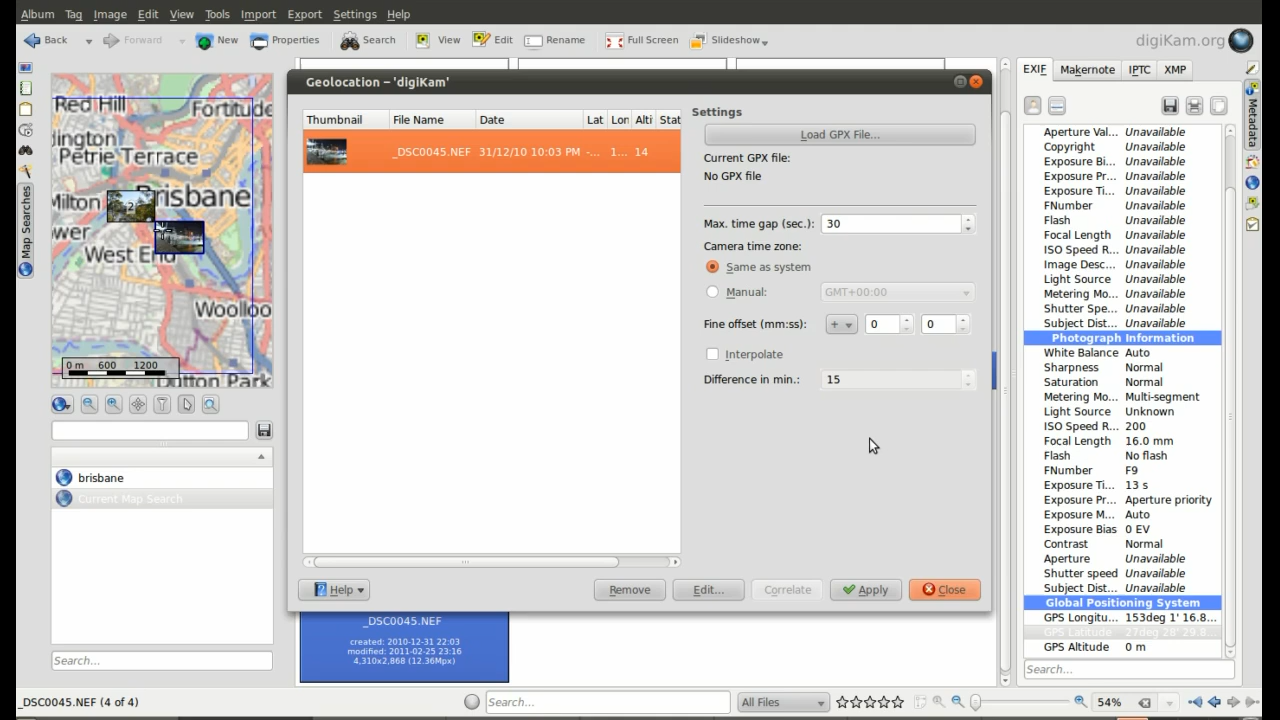 Album Tag Image Edit View Tools Import Export Settings Help
Back Forward New Properties Search View Edit Rename Full Screen Slideshow digiKam.org
Map Searches
Red Hill Fortitude
ington
Petrie Terrace
Brisbane
Milton 2
wer
West End
Woolloo
0 m 600 1200
Dutton Park
brisbane
Current Map Search
Search...
Geolocation – 'digiKam'
Thumbnail File Name Date Lat Lon Alti Stat
_DSC0045.NEF 31/12/10 10:03 PM -... 1... 14
Settings
Load GPX File...
Current GPX file:
No GPX file
Max. time gap (sec.): 30
Camera time zone:
Same as system
Manual: GMT+00:00
Fine offset (mm:ss): + 0 0
Interpolate
Difference in min.: 15
Help Remove Edit... Correlate Apply Close
_DSC0045.NEF
created: 2010-12-31 22:03
modified: 2011-02-25 23:16
4,310x2,868 (12.36Mpx)
EXIF Makernote IPTC XMP
Metadata
Aperture Val... Unavailable
Copyright Unavailable
Exposure Bi... Unavailable
Exposure Pr... Unavailable
Exposure Ti... Unavailable
FNumber Unavailable
Flash Unavailable
Focal Length Unavailable
ISO Speed R... Unavailable
Image Desc... Unavailable
Light Source Unavailable
Metering Mo... Unavailable
Shutter Spe... Unavailable
Subject Dist... Unavailable
Photograph Information
White Balance Auto
Sharpness Normal
Saturation Normal
Metering Mo... Multi-segment
Light Source Unknown
ISO Speed R... 200
Focal Length 16.0 mm
Flash No flash
FNumber F9
Exposure Ti... 13 s
Exposure Pr... Aperture priority
Exposure M... Auto
Exposure Bias 0 EV
Contrast Normal
Aperture Unavailable
Shutter speed Unavailable
Subject Dist... Unavailable
Global Positioning System
GPS Longitu... 153deg 1' 16.8...
GPS Latitude 27deg 28' 29.8...
GPS Altitude 0 m
Search...
_DSC0045.NEF (4 of 4) Search... All Files 54%